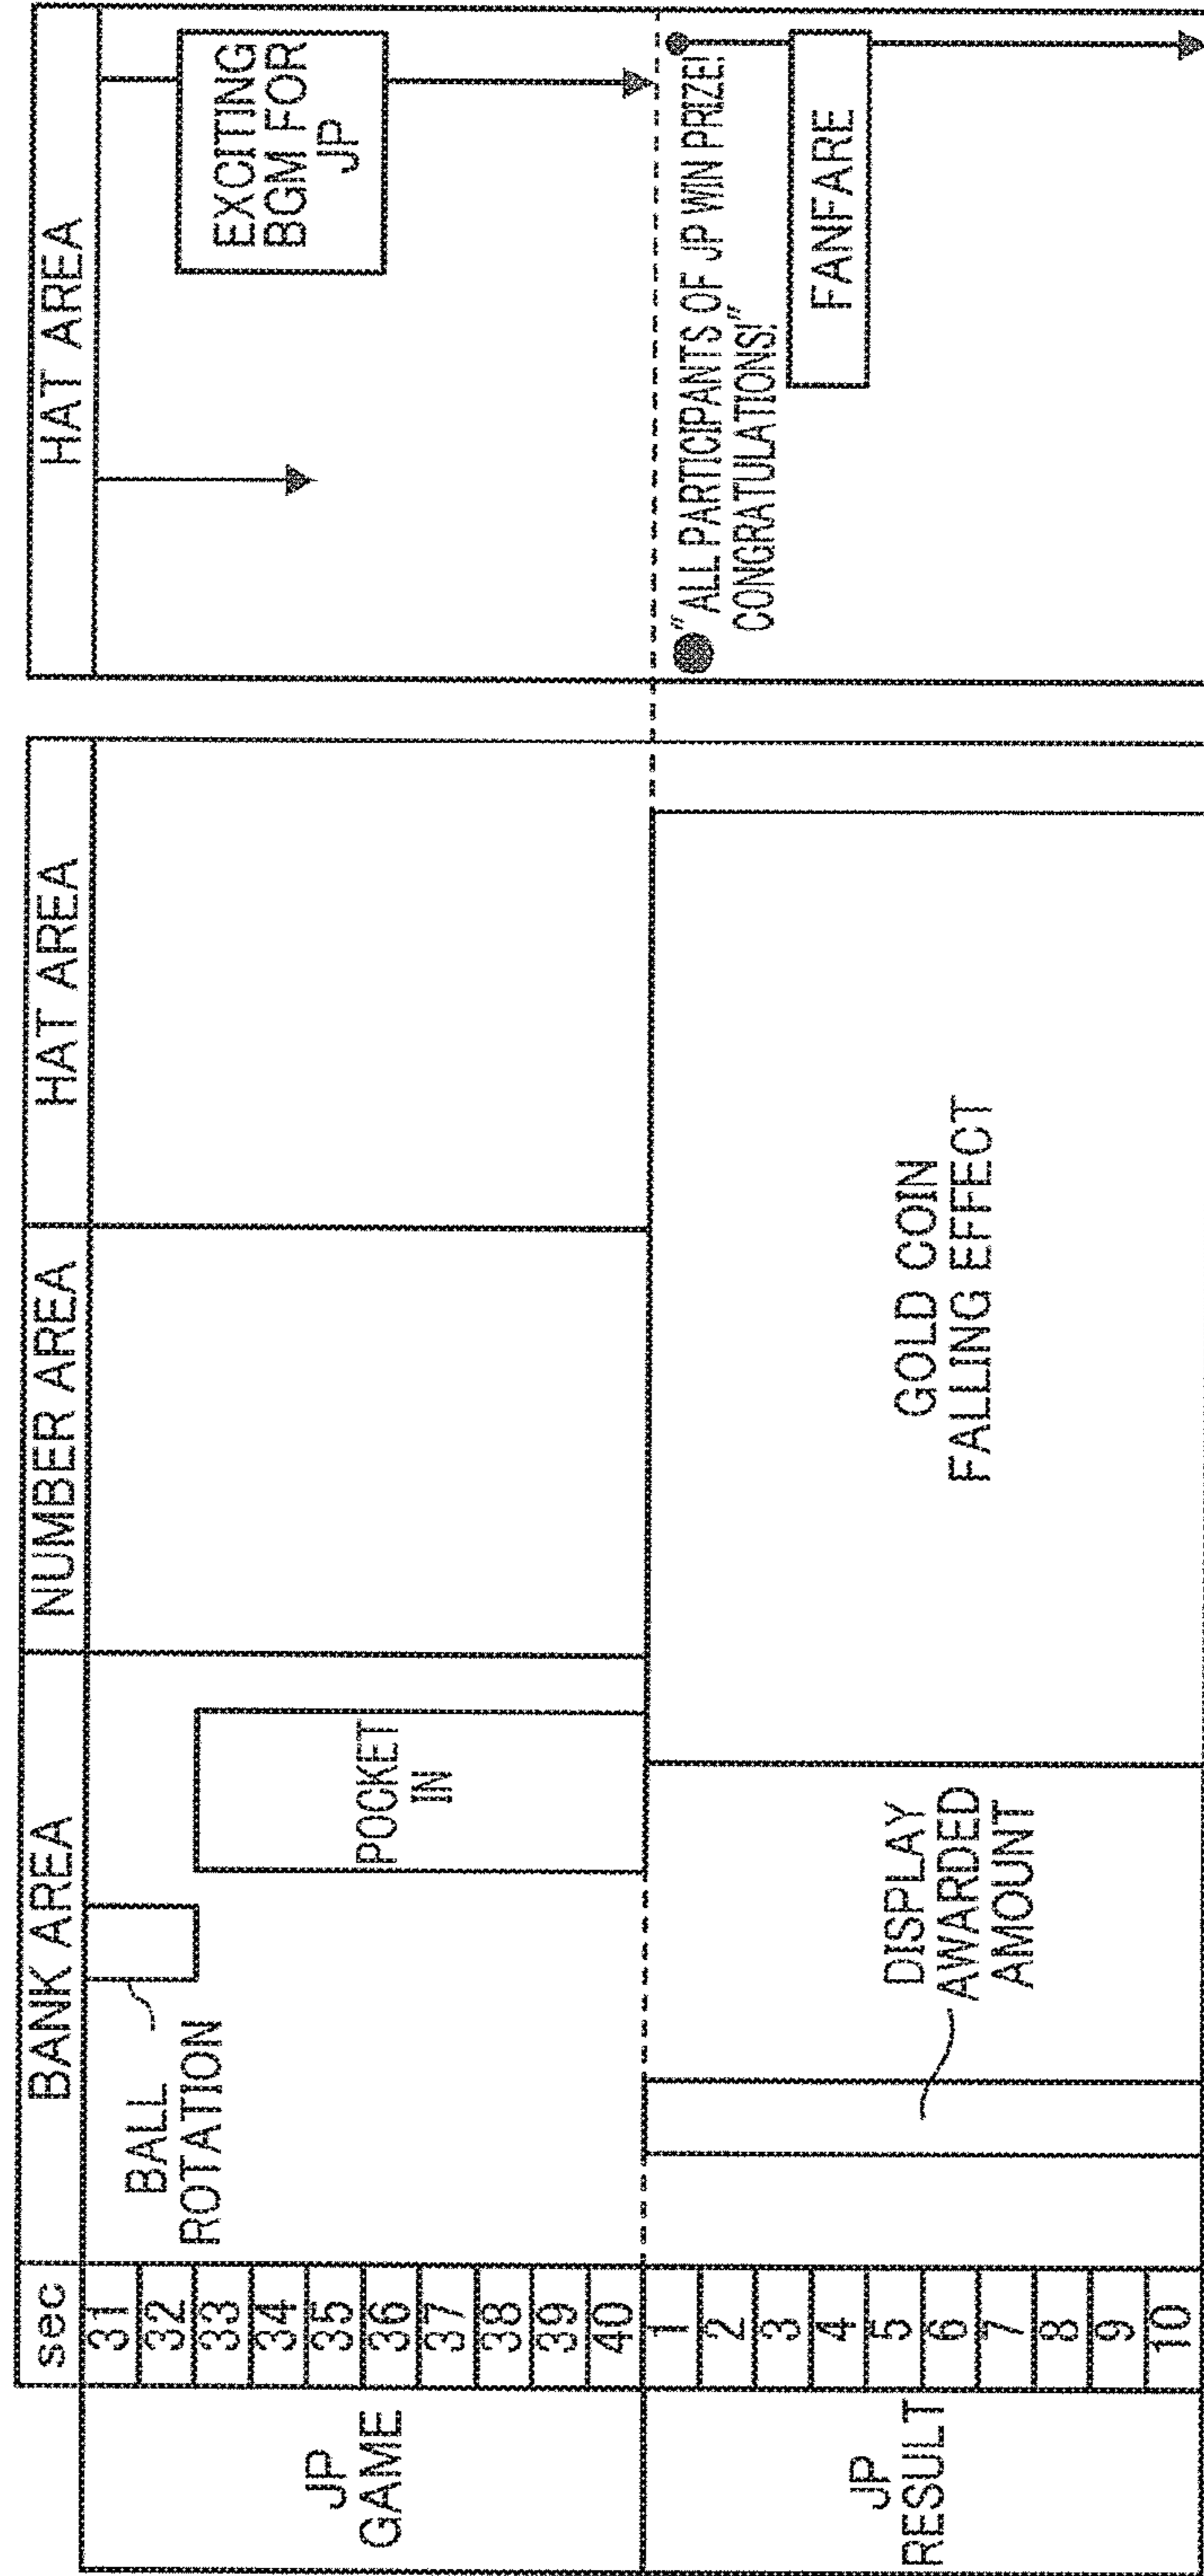 sec
BANK AREA
NUMBER AREA
HAT AREA
HAT AREA
JP
GAME
31
32
33
34
35
36
37
38
39
40
BALL
ROTATION
POCKET
IN
EXCITING
BGM FOR
JP
JP
RESULT
1
2
3
4
5
6
7
8
9
10
DISPLAY
AWARDED
AMOUNT
GOLD COIN
FALLING EFFECT
"ALL PARTICIPANTS OF JP WIN PRIZE!
CONGRATULATIONS!"
FANFARE